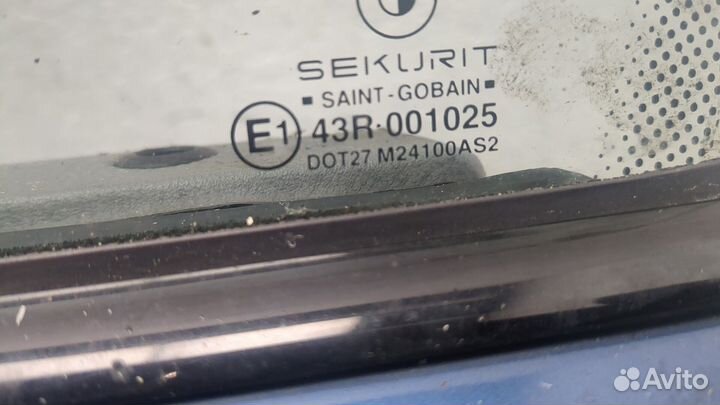 SEKURIT
▪ SAINT-GOBAIN ▪
E1 43R-001025
DOT27 M24100AS2
Avito